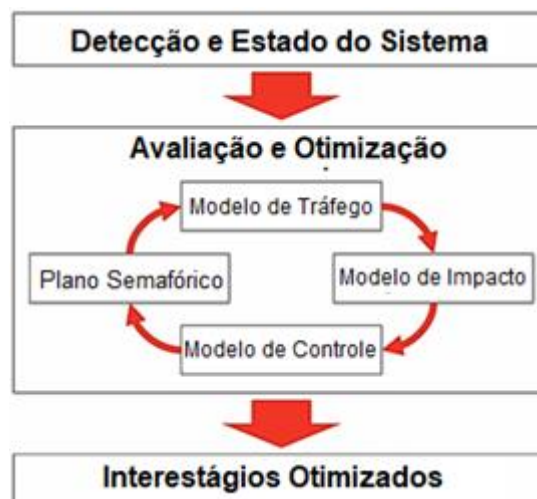 Detecção e Estado do Sistema
Avaliação e Otimização
Modelo de Tráfego
Plano Semafórico
Modelo de Impacto
Modelo de Controle
Interestágios Otimizados